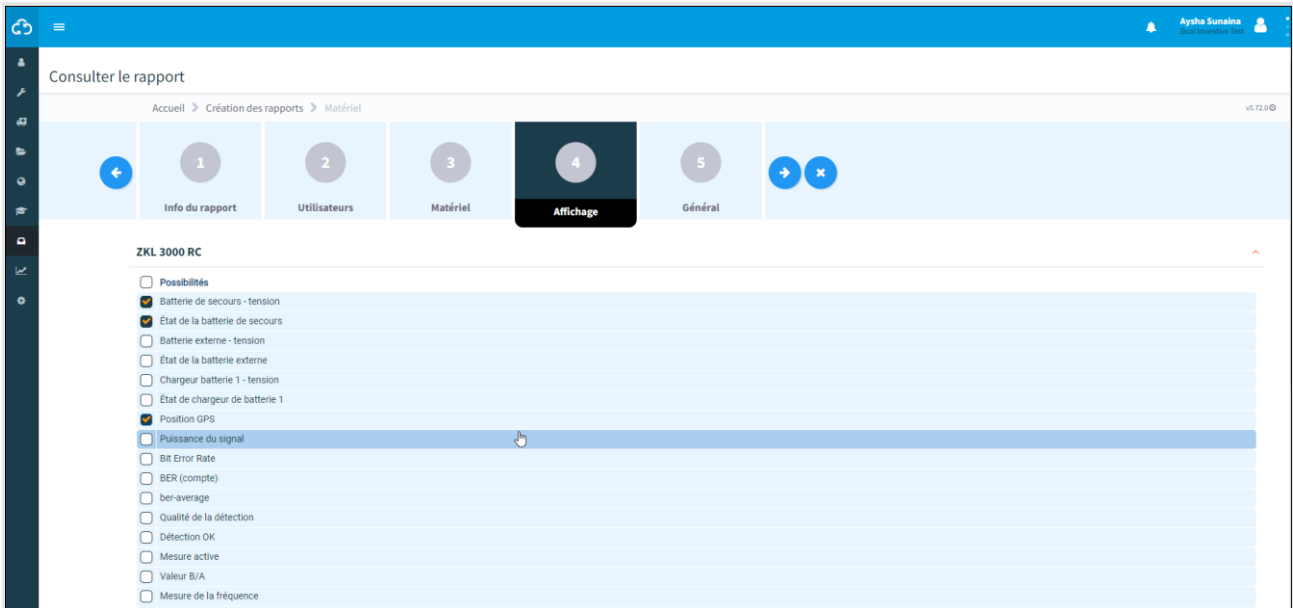 Aysha Sunaina
Dual Inventive Test
Consulter le rapport
Accueil > Création des rapports > Matériel
v5.72.0
1
Info du rapport
2
Utilisateurs
3
Matériel
4
Affichage
5
Général
ZKL 3000 RC
Possibilités
Batterie de secours - tension
État de la batterie de secours
Batterie externe - tension
État de la batterie externe
Chargeur batterie 1 - tension
État de chargeur de batterie 1
Position GPS
Puissance du signal
Bit Error Rate
BER (compte)
ber-average
Qualité de la détection
Détection OK
Mesure active
Valeur B/A
Mesure de la fréquence